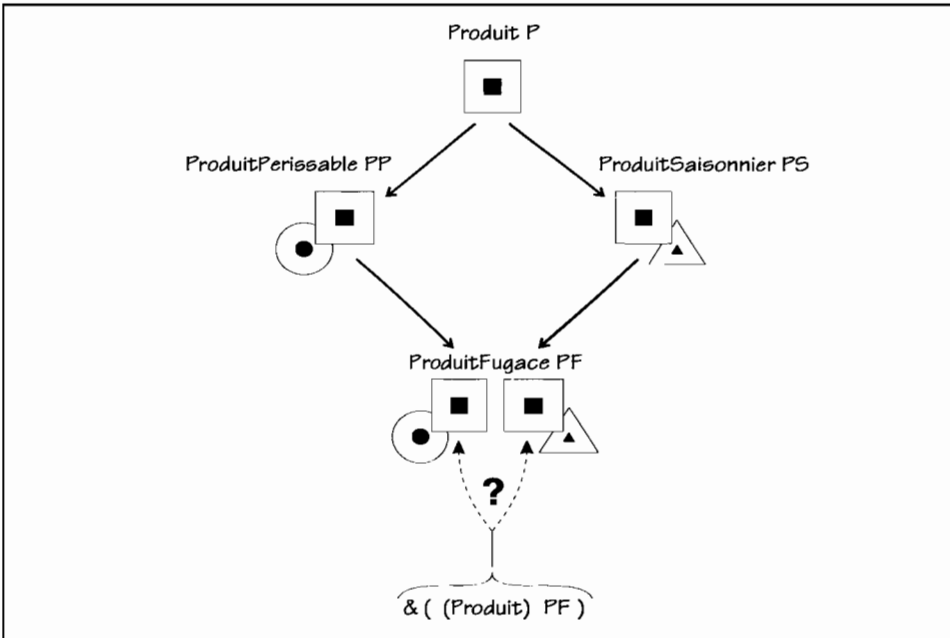 Produit P
ProduitPerissable PP
ProduitSaisonnier PS
ProduitFugace PF
?
& ( (Produit) PF )